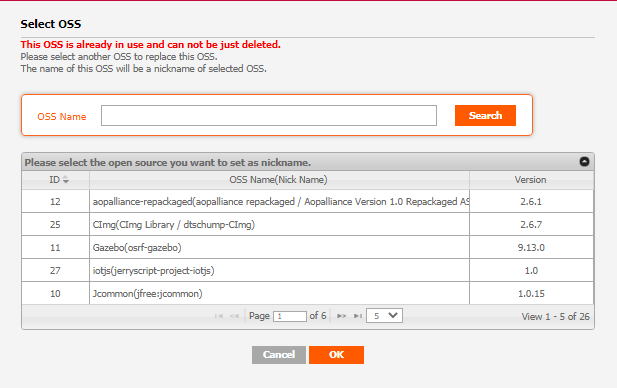 Select OSS
This OSS is already in use and can not be just deleted.
Please select another OSS to replace this OSS.
The name of this OSS will be a nickname of selected OSS.
OSS Name Search
Please select the open source you want to set as nickname.
ID OSS Name(Nick Name) Version
12 aopalliance-repackaged(aopalliance repackaged / Aopalliance Version 1.0 Repackaged AS 2.6.1
25 CImg(CImg Library / dtschump-CImg) 2.6.7
11 Gazebo(osrf-gazebo) 9.13.0
27 iotjs(jerryscript-project-iotjs) 1.0
10 Jcommon(jfree:jcommon) 1.0.15
Page 1 of 6 5 View 1 - 5 of 26
Cancel OK